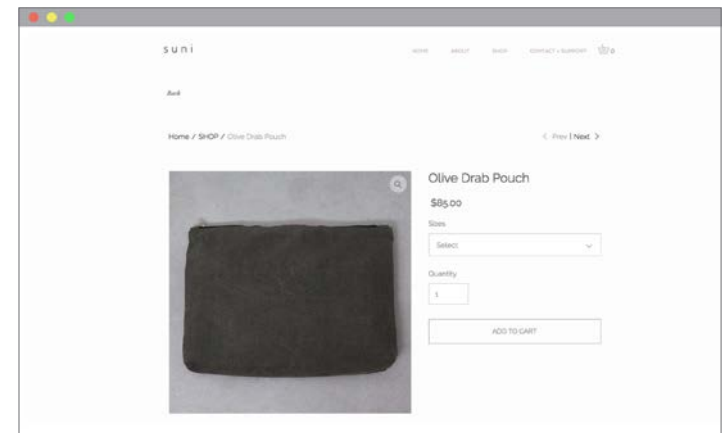 suni
HOME ABOUT SHOP CONTACT + SUPPORT 0
Back
Home / SHOP / Olive Drab Pouch
< Prev | Next >
Olive Drab Pouch
$85.00
Sizes
Select
Quantity
1
ADD TO CART